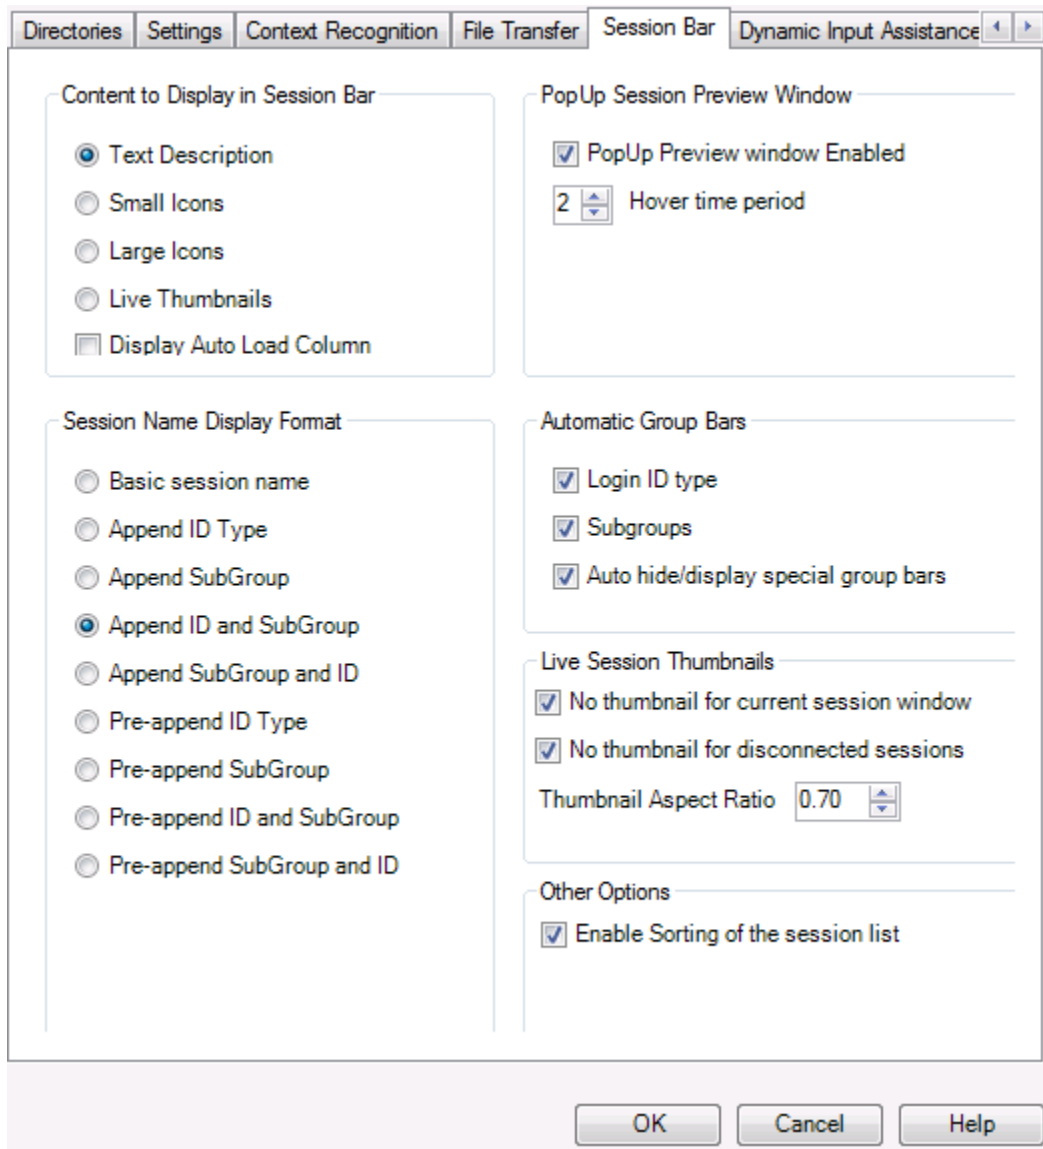 Directories Settings Context Recognition File Transfer Session Bar Dynamic Input Assistance
Content to Display in Session Bar
Text Description
Small Icons
Large Icons
Live Thumbnails
Display Auto Load Column
PopUp Session Preview Window
PopUp Preview window Enabled
2 Hover time period
Session Name Display Format
Basic session name
Append ID Type
Append SubGroup
Append ID and SubGroup
Append SubGroup and ID
Pre-append ID Type
Pre-append SubGroup
Pre-append ID and SubGroup
Pre-append SubGroup and ID
Automatic Group Bars
Login ID type
Subgroups
Auto hide/display special group bars
Live Session Thumbnails
No thumbnail for current session window
No thumbnail for disconnected sessions
Thumbnail Aspect Ratio 0.70
Other Options
Enable Sorting of the session list
OK Cancel Help